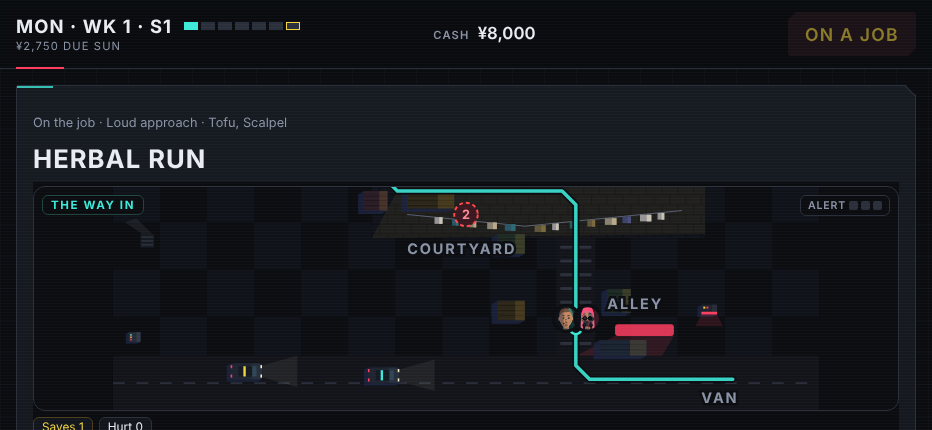 MON · WK 1 · S1
¥2,750 DUE SUN
CASH ¥8,000
ON A JOB
On the job · Loud approach · Tofu, Scalpel
HERBAL RUN
THE WAY IN
ALERT
2
COURTYARD
ALLEY
VAN
Saves 1
Hurt 0